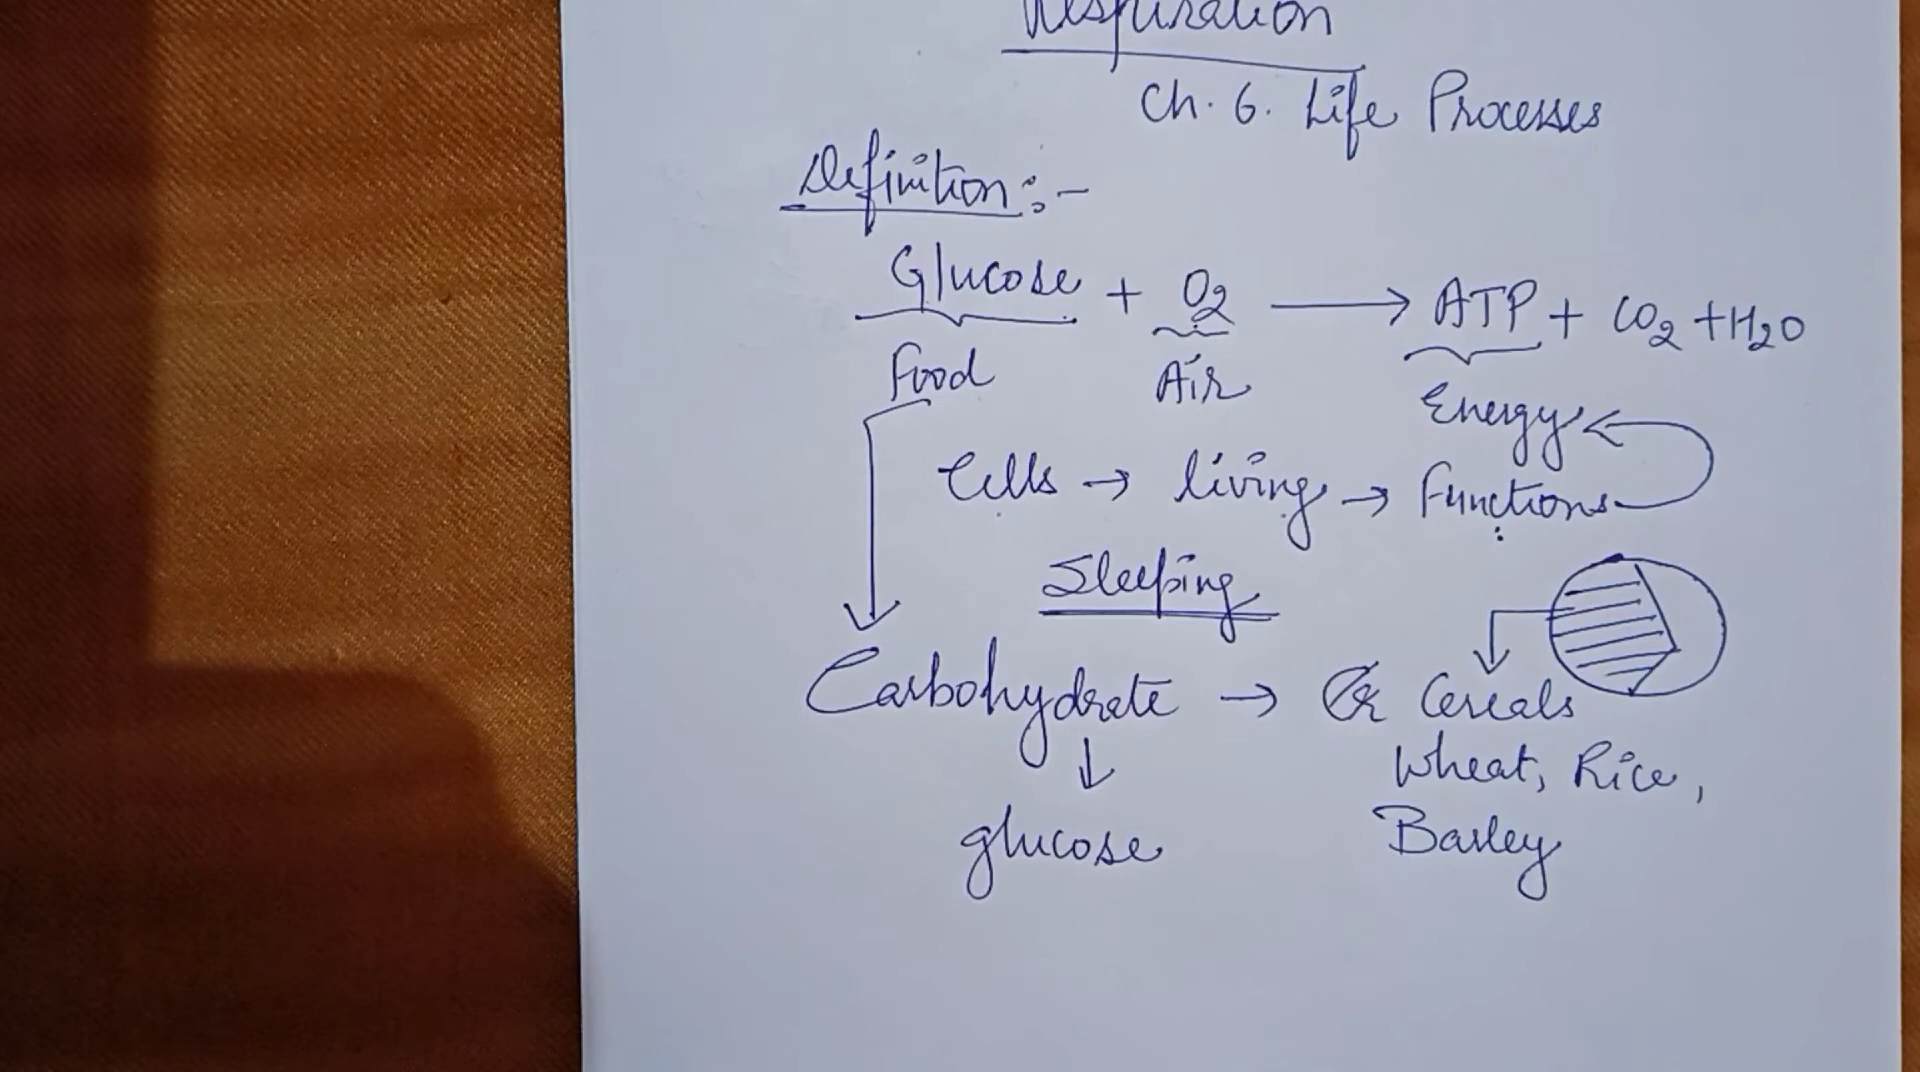 Respiration
Ch. 6. Life Processes
Definition :-
Glucose + O2 → ATP + CO2 + H2O
Food Air Energy
Cells → living → Functions
Sleeping
Carbohydrate → Cereals
Wheat, Rice,
glucose Barley